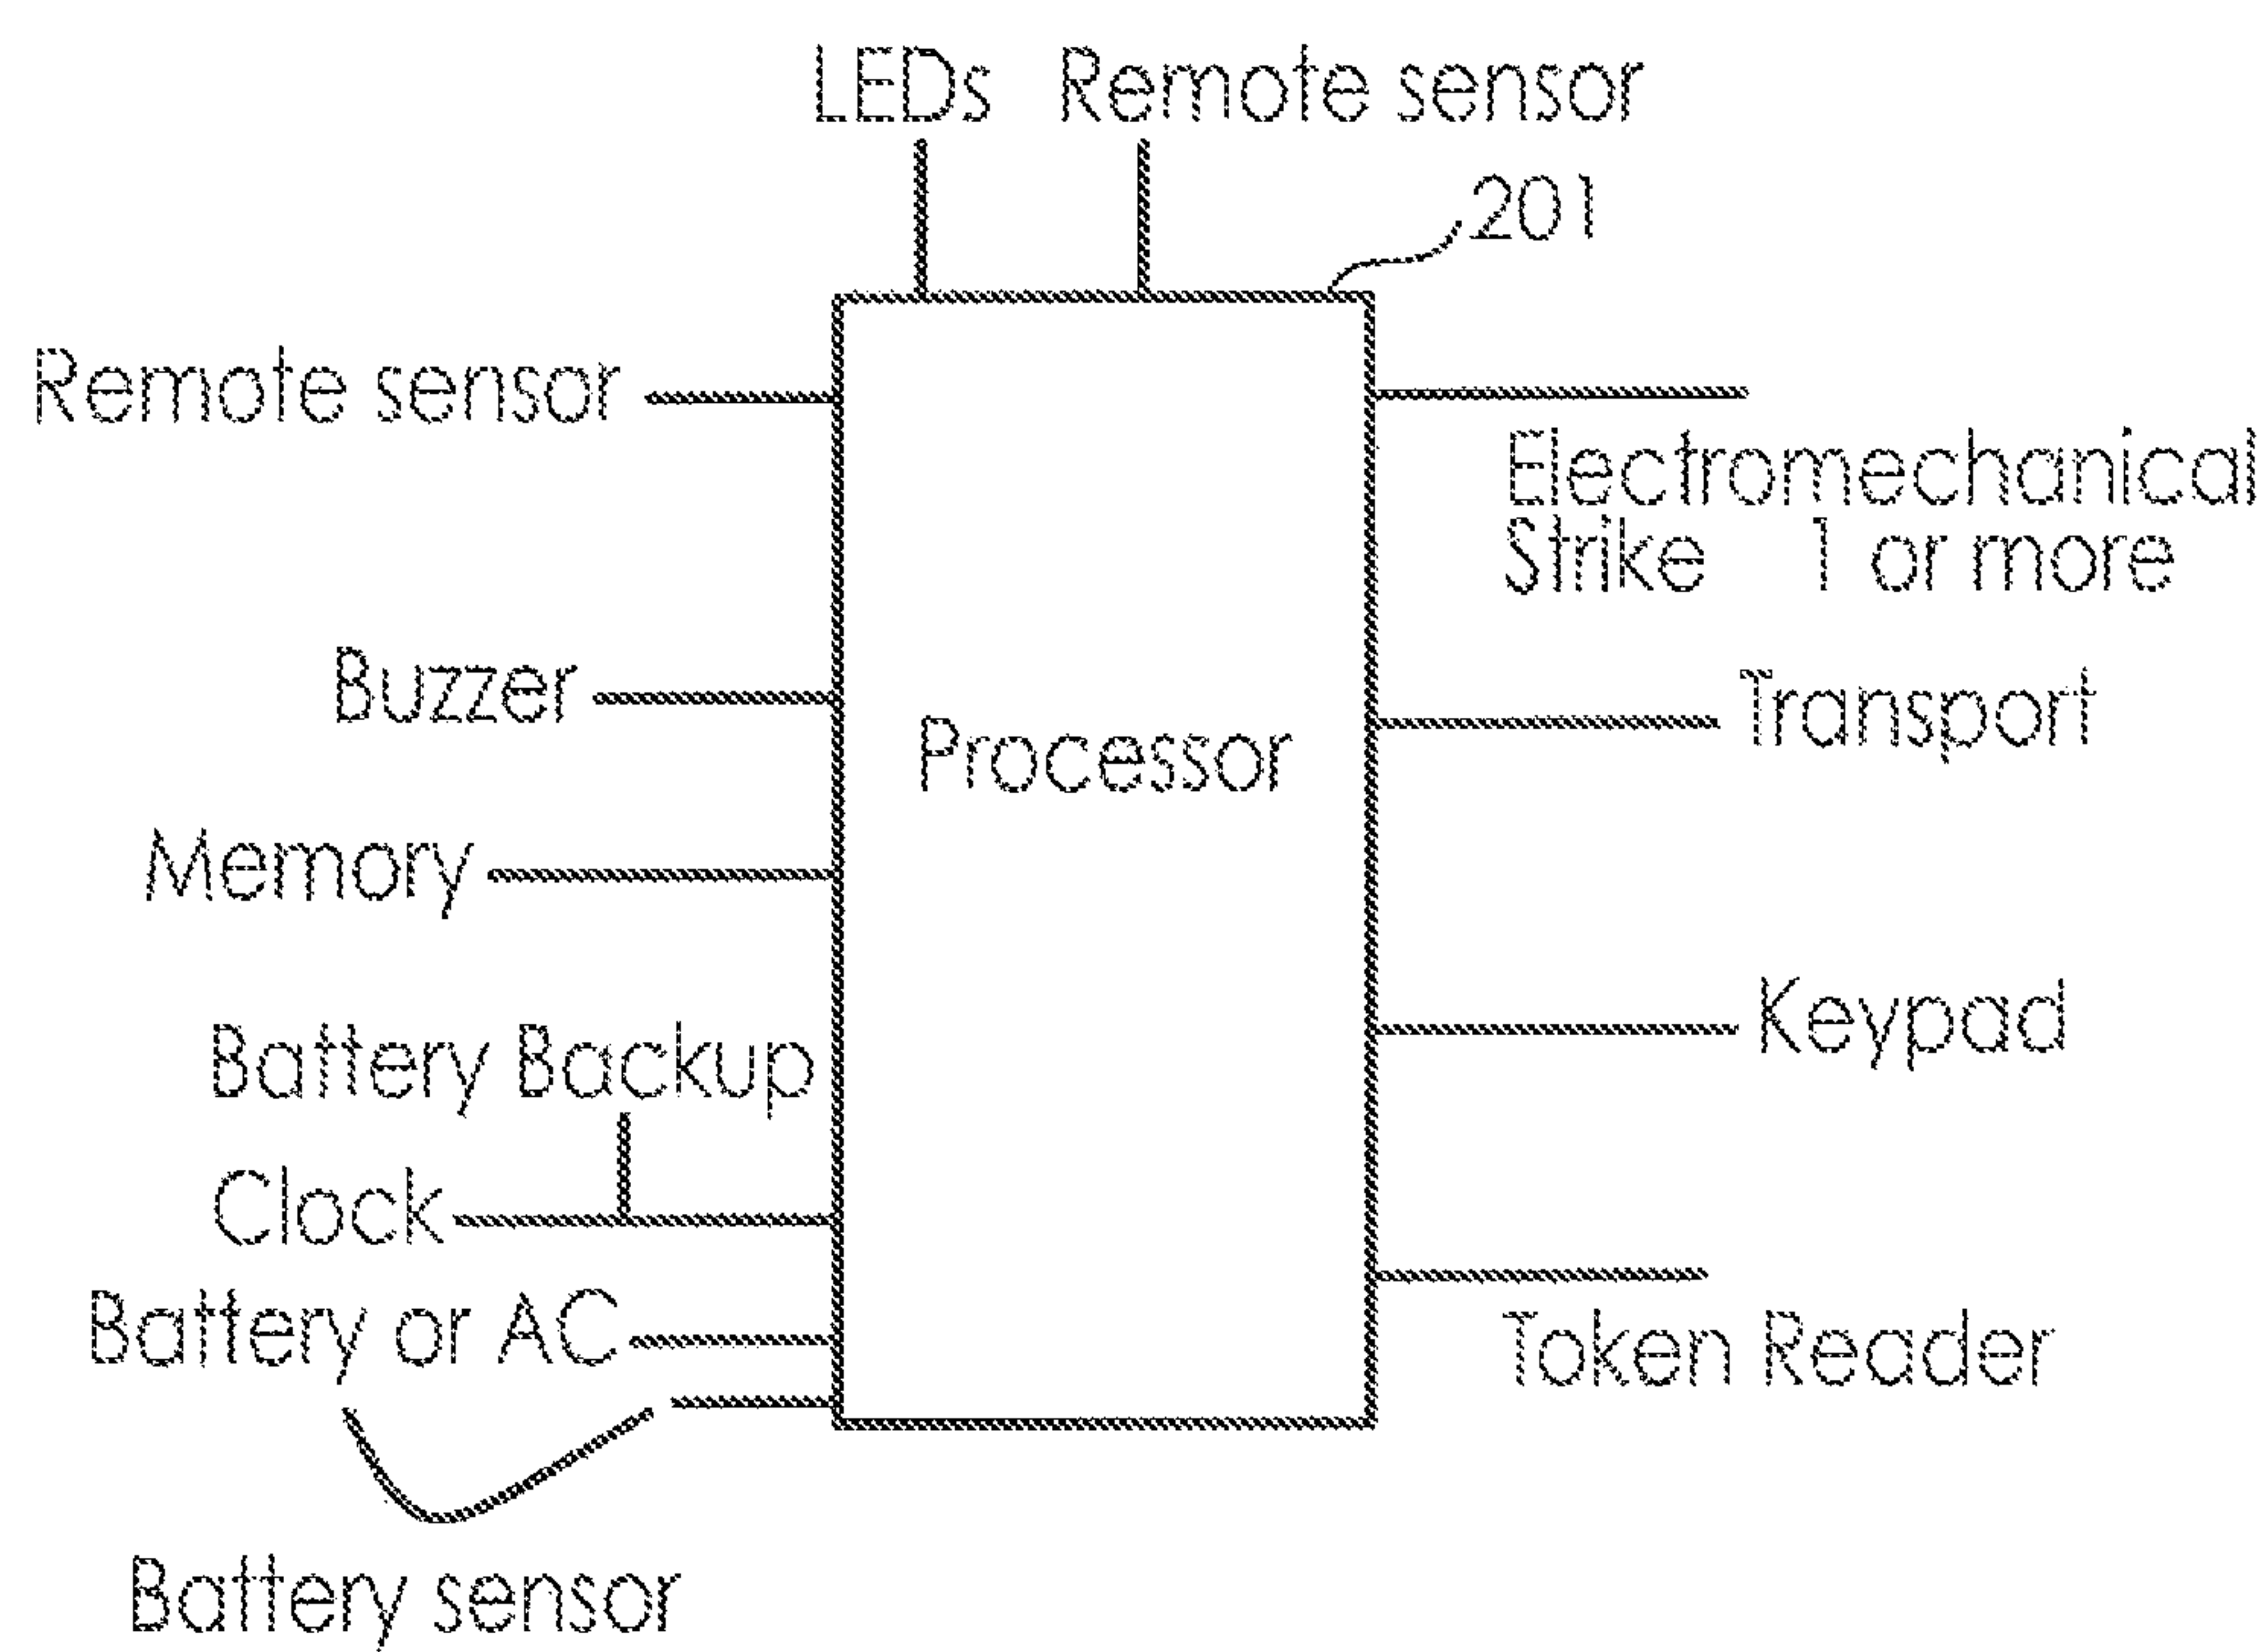 LEDs Remote sensor
201
Remote sensor
Electromechanical
Strike 1 or more
Buzzer
Transport
Processor
Memory
Keypad
Battery Backup
Clock
Battery or AC
Token Reader
Battery sensor